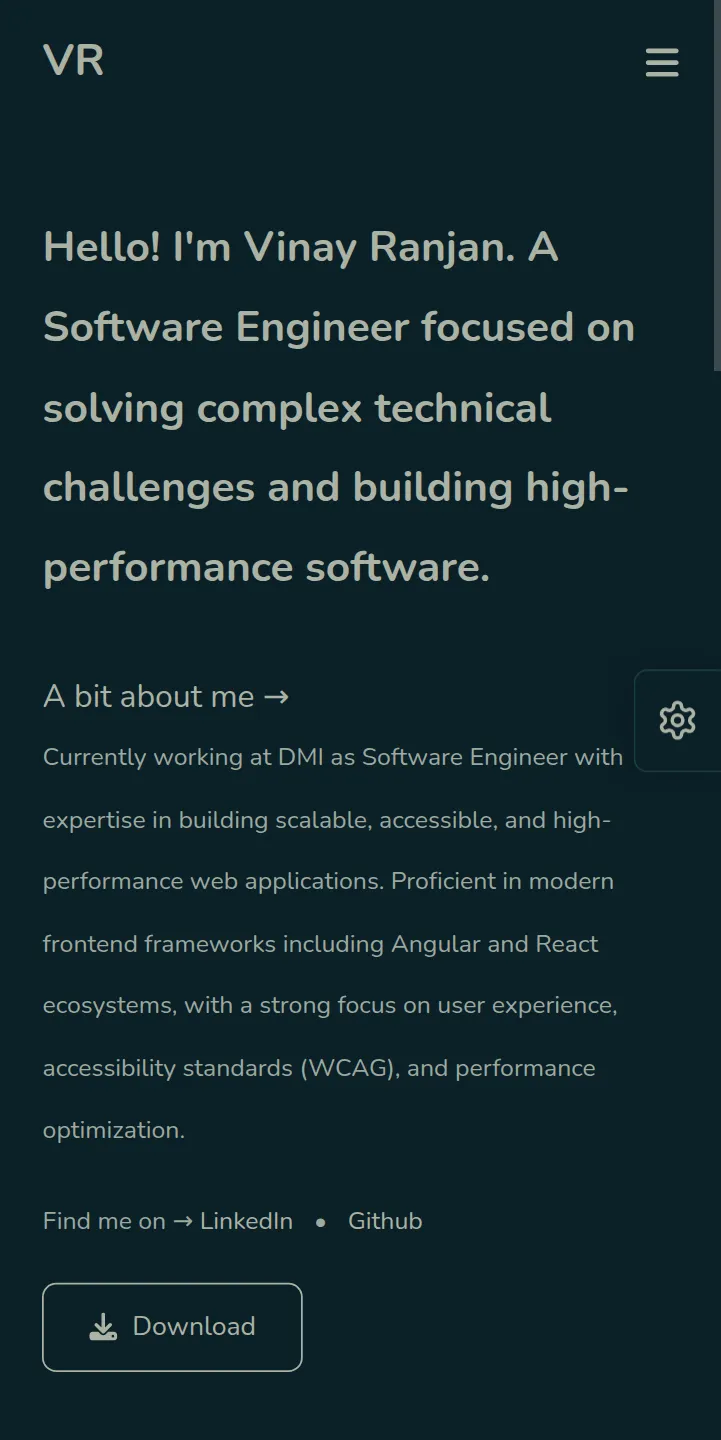 VR
Hello! I'm Vinay Ranjan. A
Software Engineer focused on
solving complex technical
challenges and building high-
performance software.
A bit about me →
Currently working at DMI as Software Engineer with
expertise in building scalable, accessible, and high-
performance web applications. Proficient in modern
frontend frameworks including Angular and React
ecosystems, with a strong focus on user experience,
accessibility standards (WCAG), and performance
optimization.
Find me on → LinkedIn • Github
Download